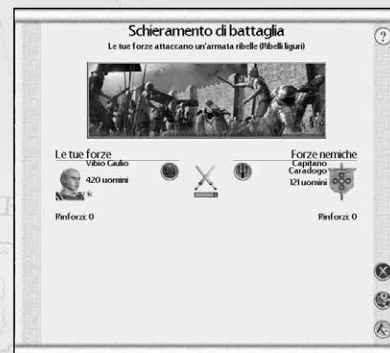 Schieramento di battaglia
Le tue forze attaccano un'armata ribelle (Ribelli liguri)
Le tue forze
Vibio Giulio
420 uomini
Rinforzi: 0
Forze nemiche
Capitano
Caradogo
121 uomini
Rinforzi: 0
?